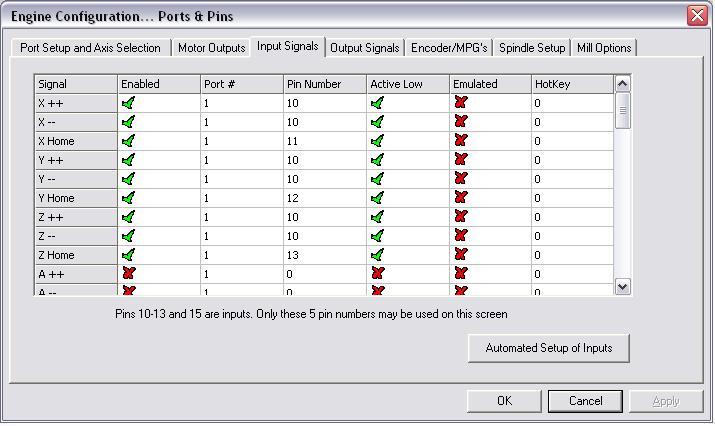 Engine Configuration... Ports & Pins
Port Setup and Axis Selection Motor Outputs Input Signals Output Signals Encoder/MPG's Spindle Setup Mill Options
Signal Enabled Port # Pin Number Active Low Emulated HotKey
X ++ 1 10 0
X -- 1 10 0
X Home 1 11 0
Y ++ 1 10 0
Y -- 1 10 0
Y Home 1 12 0
Z ++ 1 10 0
Z -- 1 10 0
Z Home 1 13 0
A ++ 1 0 0
A -- 1 0 0
Pins 10-13 and 15 are inputs. Only these 5 pin numbers may be used on this screen
Automated Setup of Inputs
OK Cancel Apply